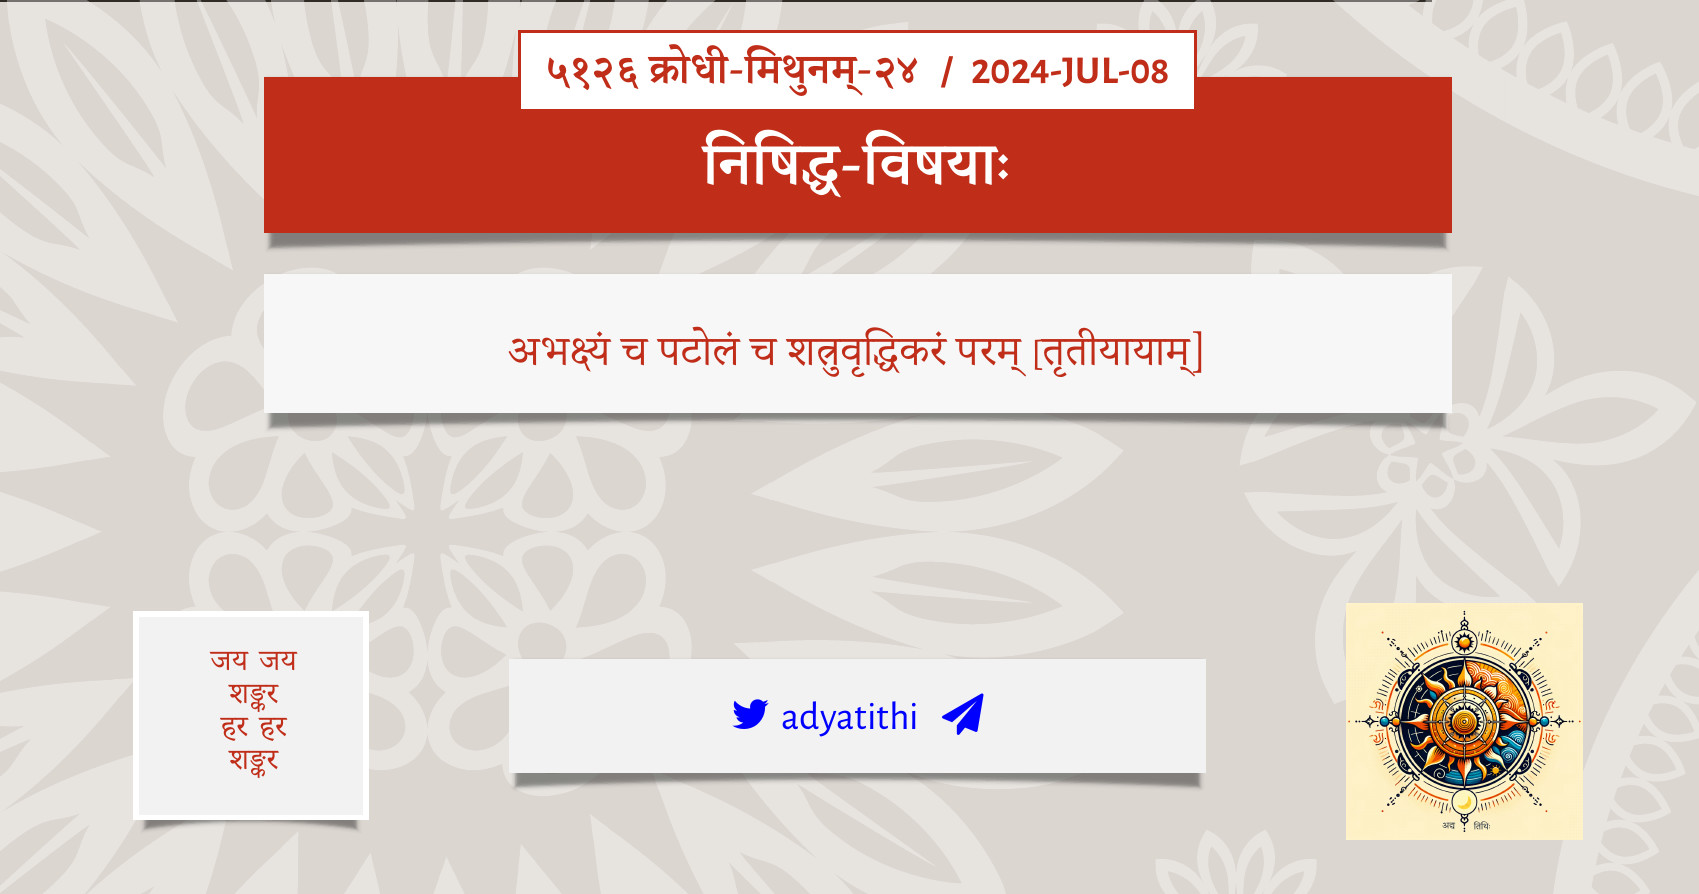 ५१२६ क्रोधी-मिथुनम्-२४ / 2024-JUL-08
निषिद्ध-विषयाः
अभक्ष्यं च पटोलं च शत्रुवृद्धिकरं परम् [तृतीयायाम्]
जय जय
शङ्कर
हर हर
शङ्कर
adyatithi
अद्य तिथिः